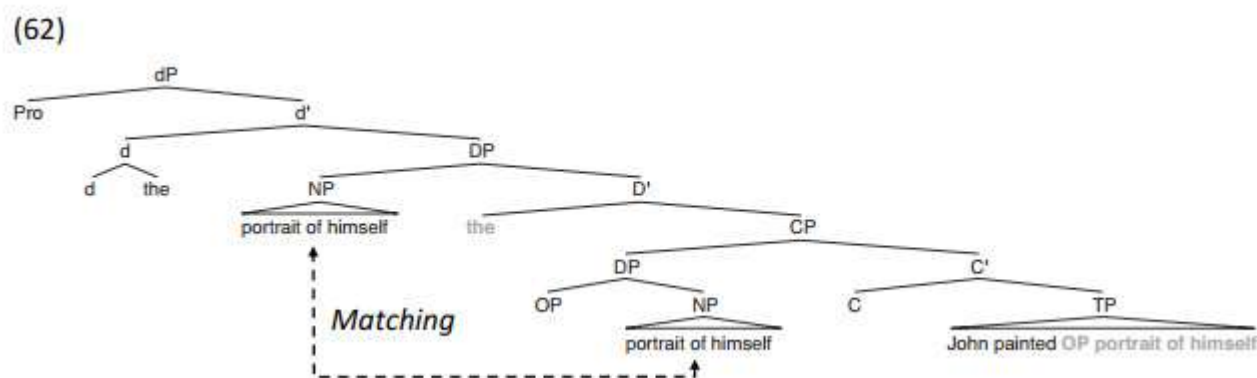 (62)
dP
Pro d'
d DP
d the NP D'
portrait of himself the CP
DP C'
OP NP C TP
Matching
portrait of himself John painted OP portrait of himself